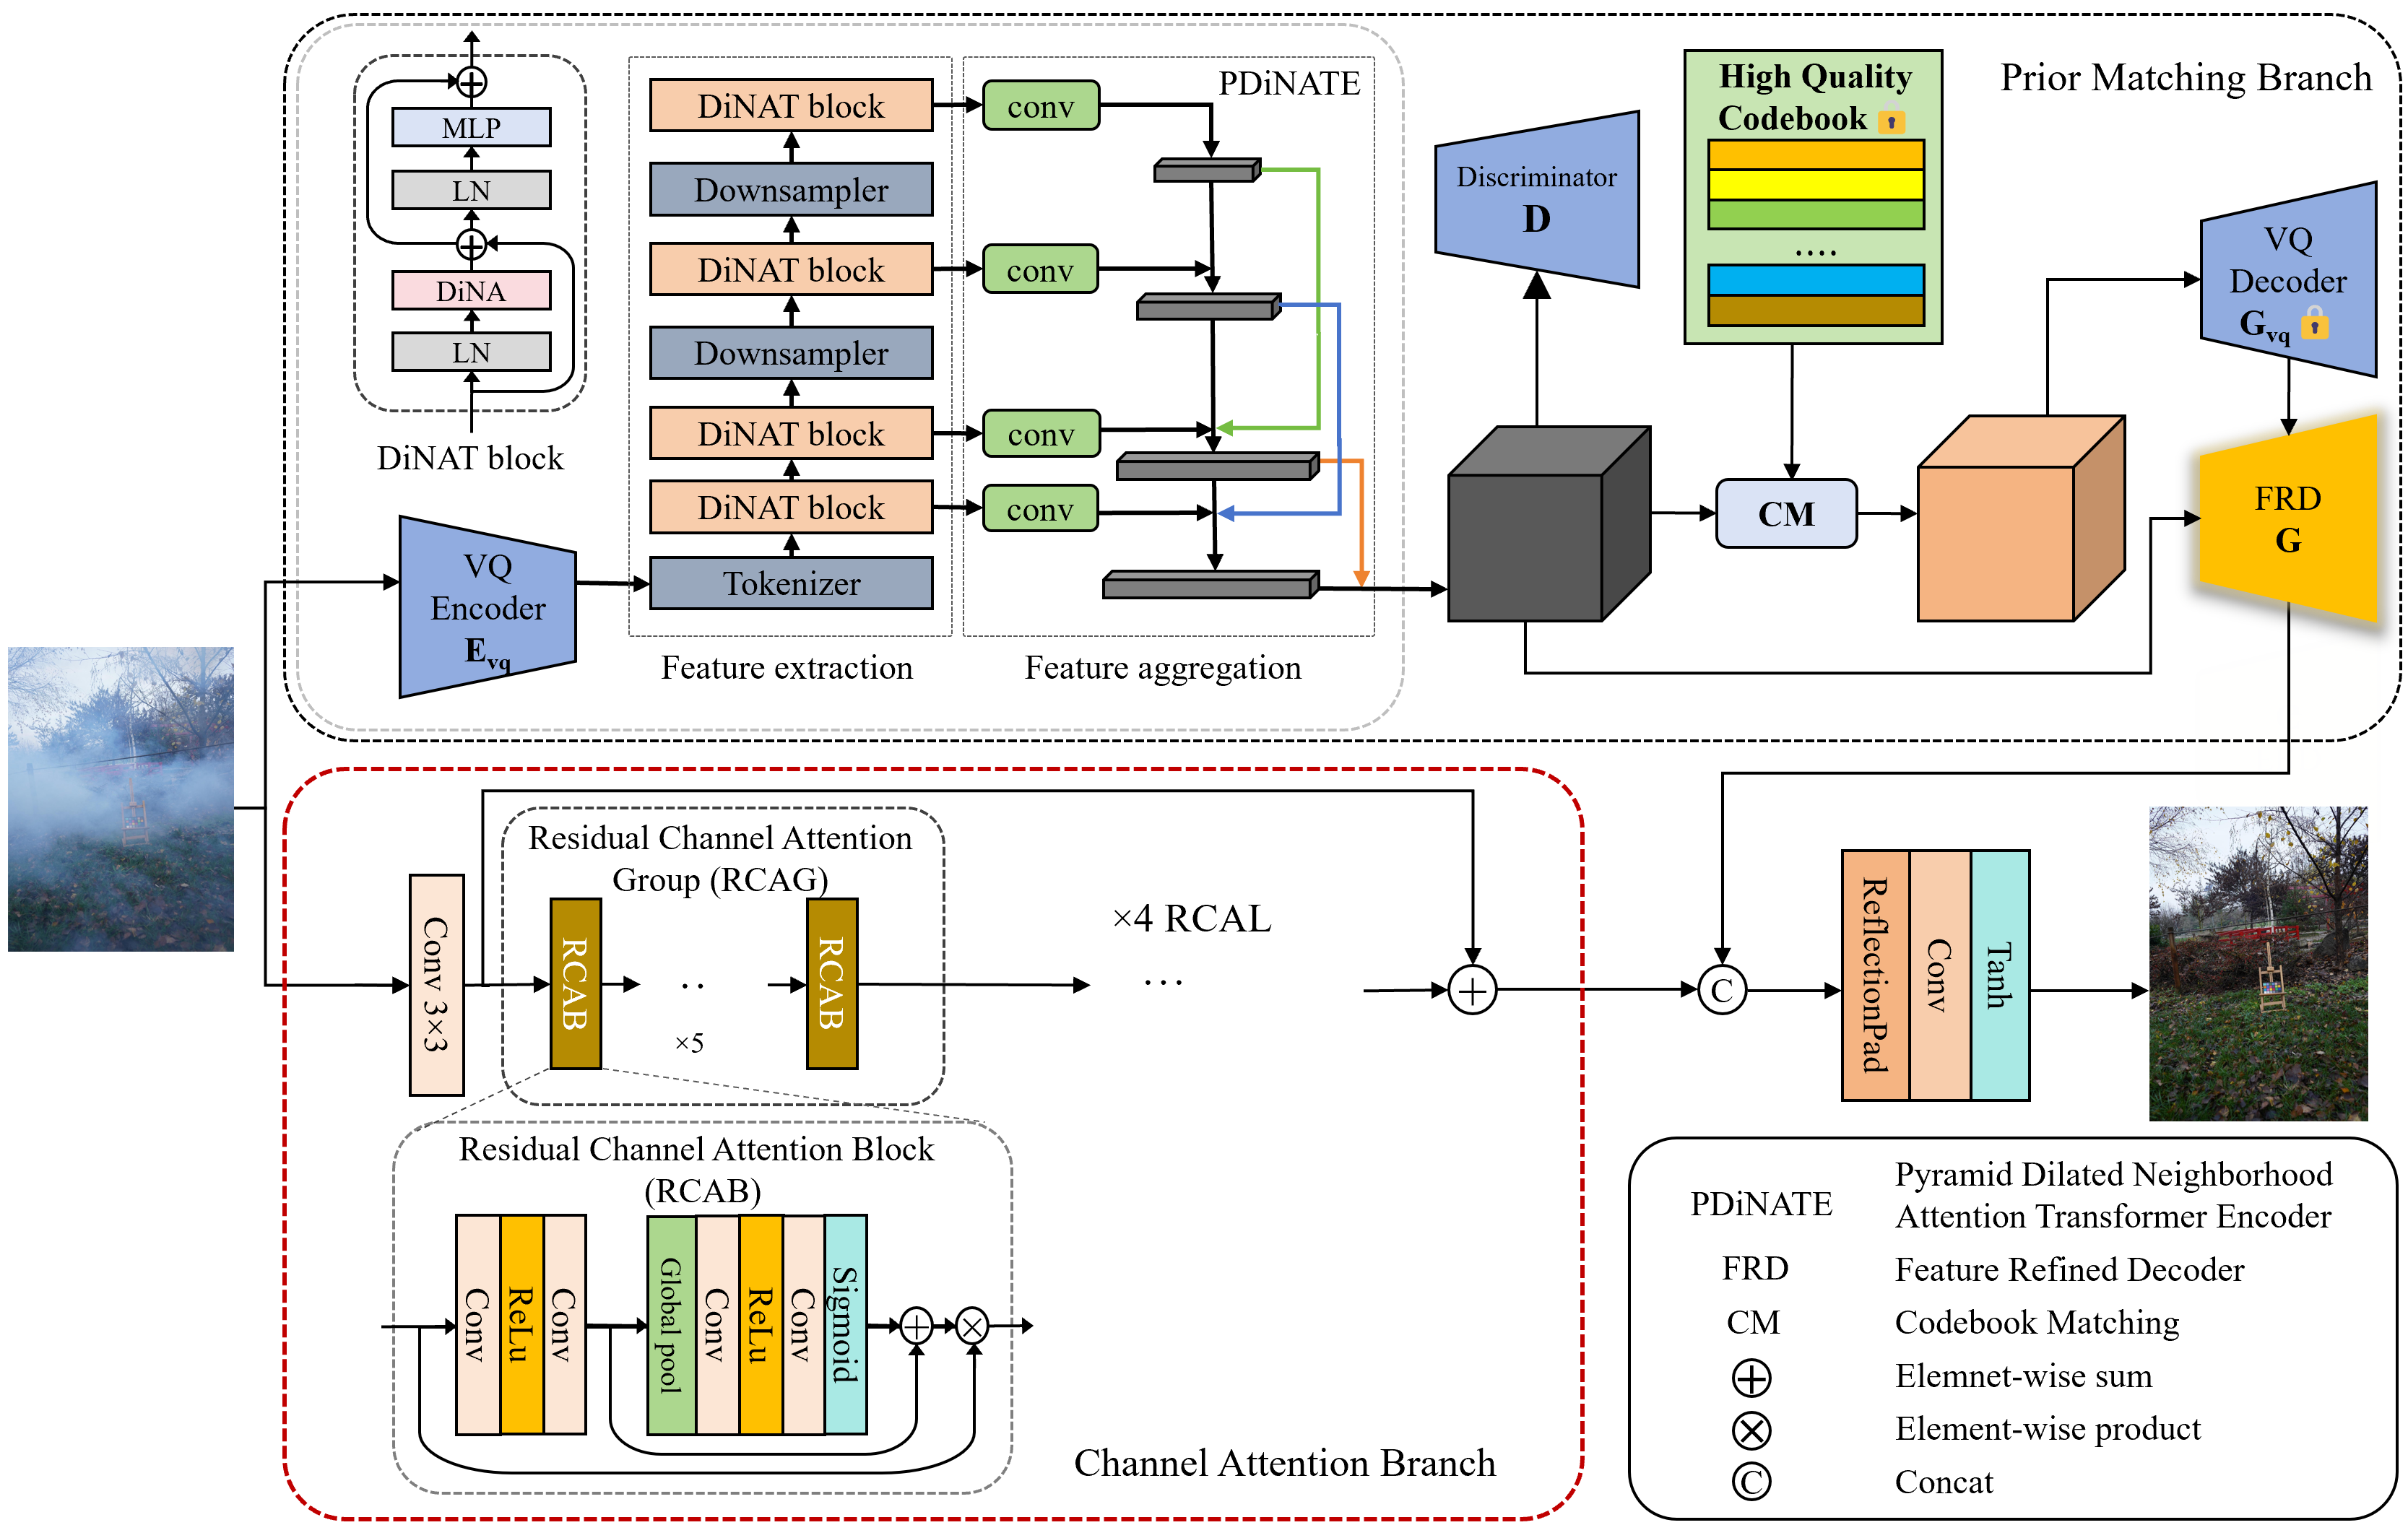 MLP
LN
DiNA
LN
DiNAT block
VQ
Encoder
Evq
DiNAT block
Downsampler
DiNAT block
Downsampler
DiNAT block
DiNAT block
Tokenizer
Feature extraction
PDiNATE
conv
conv
conv
conv
Feature aggregation
Prior Matching Branch
Discriminator
D
High Quality
Codebook
....
CM
VQ
Decoder
Gvq
FRD
G
Conv 3×3
Residual Channel Attention
Group (RCAG)
RCAB
..
×5
RCAB
×4 RCAL
...
Residual Channel Attention Block
(RCAB)
Conv
ReLu
Conv
Global pool
Conv
ReLu
Conv
Sigmoid
+
×
Channel Attention Branch
+
C
ReflectionPad
Conv
Tanh
PDiNATE
Pyramid Dilated Neighborhood
Attention Transformer Encoder
FRD
Feature Refined Decoder
CM
Codebook Matching
+
Elemnet-wise sum
×
Element-wise product
C
Concat